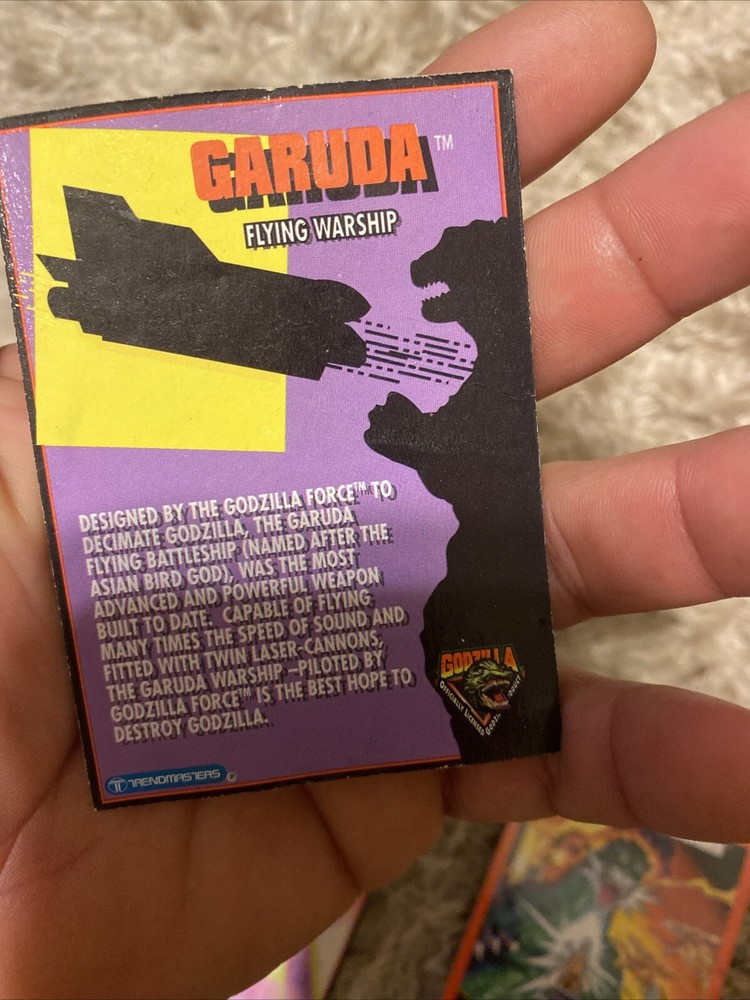 GARUDA™
FLYING WARSHIP
DESIGNED BY THE GODZILLA FORCE™ TO
DECIMATE GODZILLA, THE GARUDA
FLYING BATTLESHIP (NAMED AFTER THE
ASIAN BIRD GOD), WAS THE MOST
ADVANCED AND POWERFUL WEAPON
BUILT TO DATE. CAPABLE OF FLYING
MANY TIMES THE SPEED OF SOUND AND
FITTED WITH TWIN LASER-CANNONS,
THE GARUDA WARSHIP—PILOTED BY
GODZILLA FORCE™ IS THE BEST HOPE TO
DESTROY GODZILLA.
GODZILLA
OFFICIALLY LICENSED
TRENDMASTERS ®